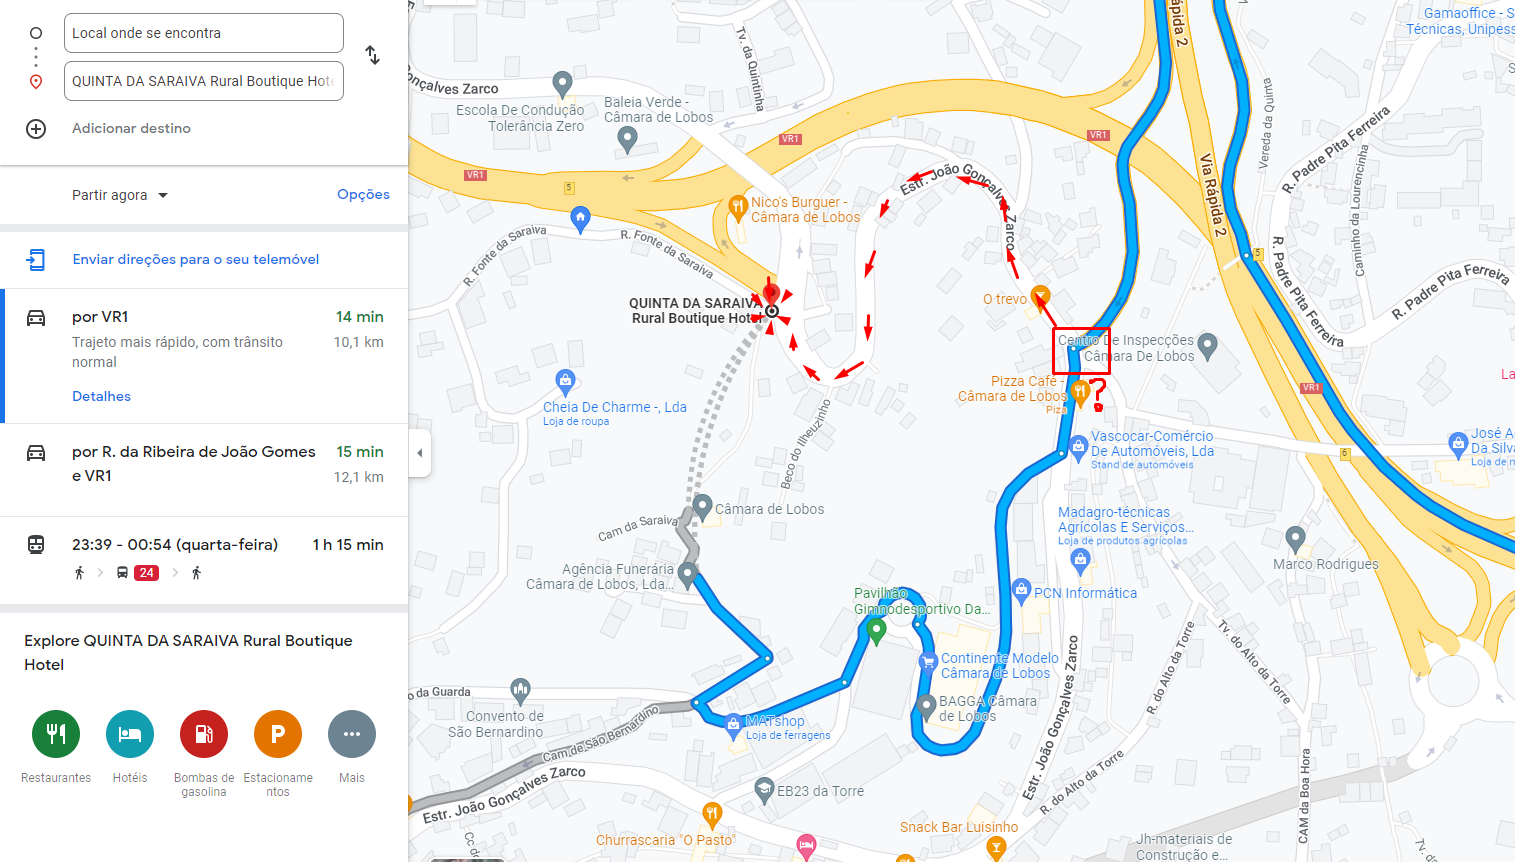 Local onde se encontra
QUINTA DA SARAIVA Rural Boutique Hote
Adicionar destino
Partir agora
Opções
Enviar direções para o seu telemóvel
por VR1
14 min
Trajeto mais rápido, com trânsito
normal
10,1 km
Detalhes
por R. da Ribeira de João Gomes
e VR1
15 min
12,1 km
23:39 - 00:54 (quarta-feira)
1 h 15 min
24
Explore QUINTA DA SARAIVA Rural Boutique
Hotel
Restaurantes
Hotéis
Bombas de
gasolina
Estacioname
ntos
Mais
onçalves Zarco
Escola De Condução
Tolerância Zero
Baleia Verde -
Câmara de Lobos
Tv. da Quintinha
VR1
VR1
VR1
5
Nico's Burguer -
Câmara de Lobos
R. Fonte da Saraiva
R. Fonte da Saraiva
Estr. João Gonçalves Zarco
ápida 2
Via Rápida 2
Gamaoffice - S
Técnicas, Unipess
Vereda da Quinta
R. Padre Pita Ferreira
Caminho da Lourencinha
R. Padre Pita Ferreira
R. Padre Pita Ferreira
5
QUINTA DA SARAIVA
Rural Boutique Hotel
O trevo
Centro De Inspecções
Câmara De Lobos
Pizza Café -
Câmara de Lobos
Piza
?
VR1
La
Cheia De Charme -, Lda
Loja de roupa
Beco do Ilheuzinho
Vascocar-Comércio
De Automóveis, Lda
Stand de automóveis
6
José A
Da Silva
Loja de m
Câmara de Lobos
Cam da Saraiva
Madagro-técnicas
Agrícolas E Serviços...
Loja de produtos agrícolas
Marco Rodrigues
Agência Funerária
Câmara de Lobos, Lda...
Pavilhão
Gimnodesportivo Da...
PCN Informática
Continente Modelo
Câmara de Lobos
BAGGA Câmara
de Lobos
Estr. João Gonçalves Zarco
R. do Alto da Torre
Tv. do Alto da Torre
o da Guarda
Convento de
São Bernardino
MATshop
Loja de ferragens
Cam de São Bernardino
Estr. João Gonçalves Zarco
EB23 da Torre
R. do Alto da Torre
CAM da Boa Hora
Churrascaria "O Pasto"
Snack Bar Luisinho
Jh-materiais de
Construção e...